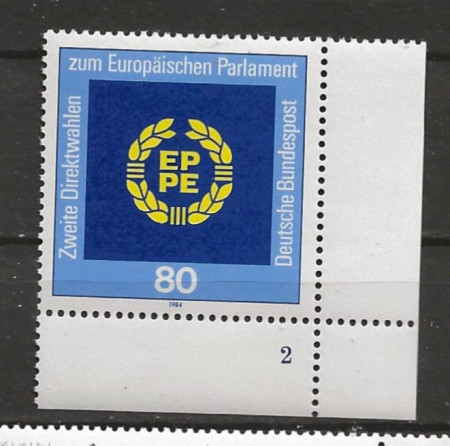 Zweite Direktwahlen
zum Europäischen Parlament
Deutsche Bundespost
EP
PE
80
1984
2